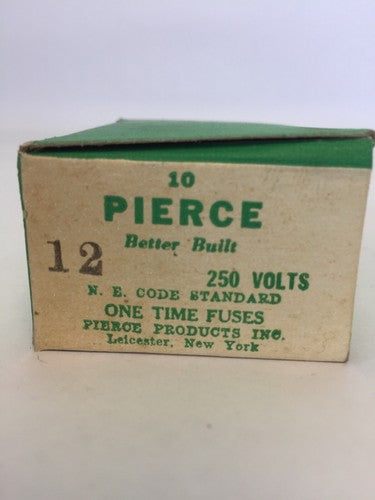 10
PIERCE
Better Built
12
250 VOLTS
N. E. CODE STANDARD
ONE TIME FUSES
PIERCE PRODUCTS INC.
Leicester, New York